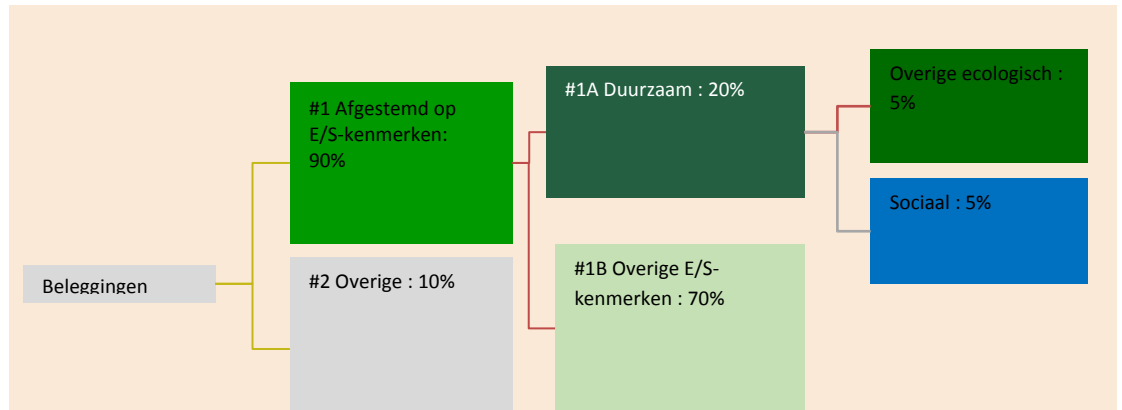 Beleggingen
#1 Afgestemd op
E/S-kenmerken:
90%
#2 Overige : 10%
#1A Duurzaam : 20%
#1B Overige E/S-
kenmerken : 70%
Overige ecologisch :
5%
Sociaal : 5%